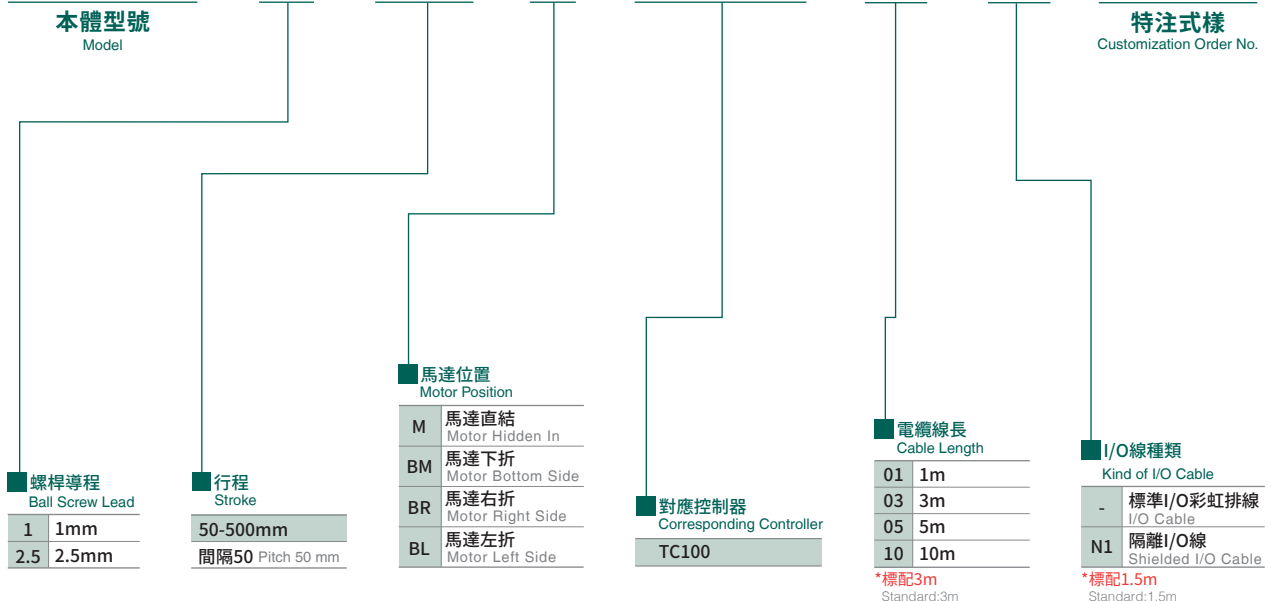 本體型號
Model
特注式樣
Customization Order No.
馬達位置
Motor Position
M 馬達直結
Motor Hidden In
BM 馬達下折
Motor Bottom Side
BR 馬達右折
Motor Right Side
BL 馬達左折
Motor Left Side
螺桿導程
Ball Screw Lead
1 1mm
2.5 2.5mm
行程
Stroke
50-500mm
間隔50 Pitch 50 mm
對應控制器
Corresponding Controller
TC100
電纜線長
Cable Length
01 1m
03 3m
05 5m
10 10m
*標配3m
Standard:3m
I/O線種類
Kind of I/O Cable
- 標準I/O彩虹排線
I/O Cable
N1 隔離I/O線
Shielded I/O Cable
*標配1.5m
Standard:1.5m